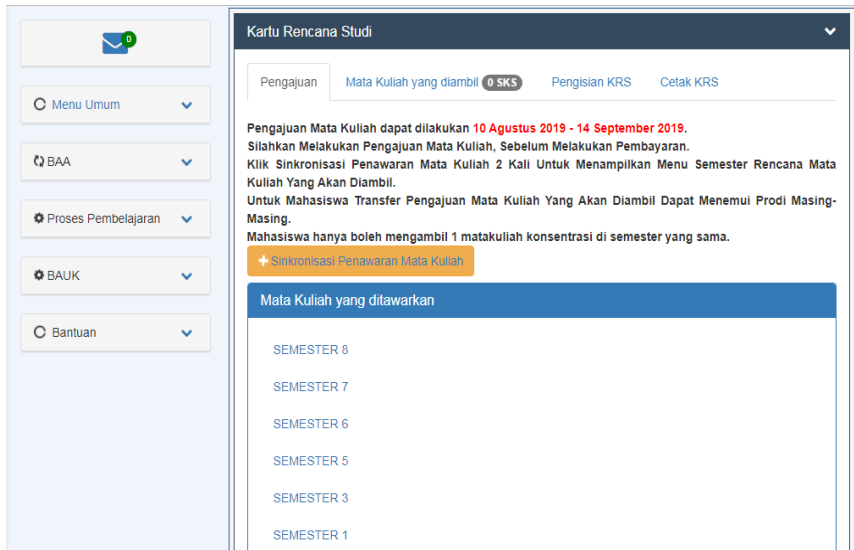 0
Menu Umum
BAA
Proses Pembelajaran
BAUK
Bantuan
Kartu Rencana Studi
Pengajuan
Mata Kuliah yang diambil 0 SKS
Pengisian KRS
Cetak KRS
Pengajuan Mata Kuliah dapat dilakukan 10 Agustus 2019 - 14 September 2019.
Silahkan Melakukan Pengajuan Mata Kuliah, Sebelum Melakukan Pembayaran.
Klik Sinkronisasi Penawaran Mata Kuliah 2 Kali Untuk Menampilkan Menu Semester Rencana Mata
Kuliah Yang Akan Diambil.
Untuk Mahasiswa Transfer Pengajuan Mata Kuliah Yang Akan Diambil Dapat Menemui Prodi Masing-
Masing.
Mahasiswa hanya boleh mengambil 1 matakuliah konsentrasi di semester yang sama.
Sinkronisasi Penawaran Mata Kuliah
Mata Kuliah yang ditawarkan
SEMESTER 8
SEMESTER 7
SEMESTER 6
SEMESTER 5
SEMESTER 3
SEMESTER 1